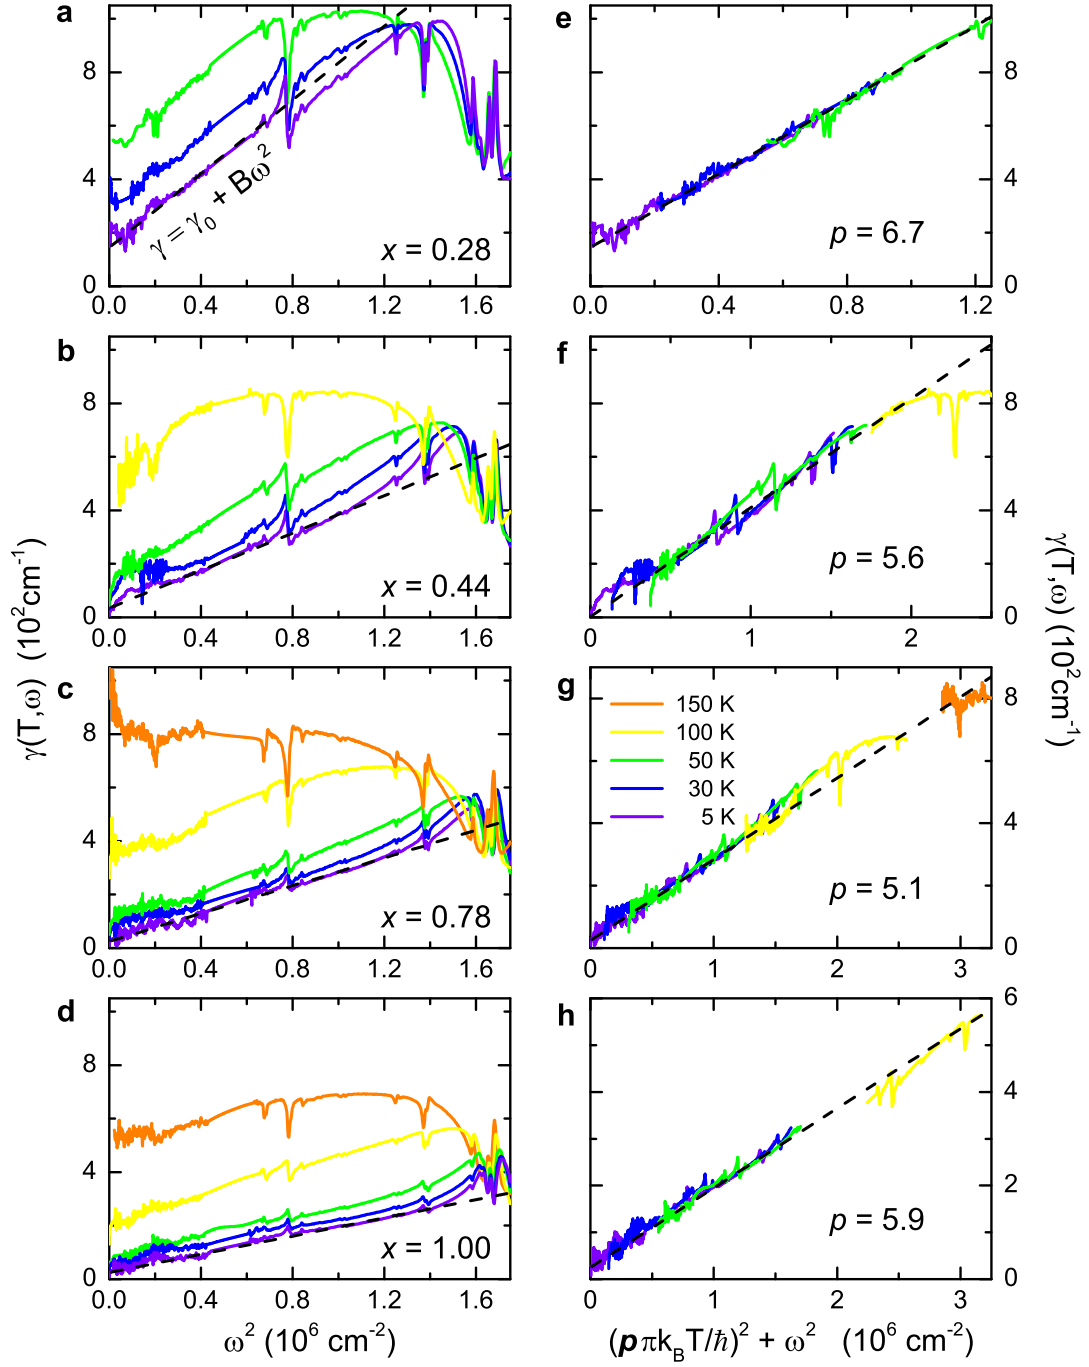 a
8
4
0
γ = γ0 + Bω2
x = 0.28
0.0 0.4 0.8 1.2 1.6
e
8
4
0
p = 6.7
0.0 0.4 0.8 1.2
b
8
4
0
x = 0.44
0.0 0.4 0.8 1.2 1.6
f
8
4
0
p = 5.6
0 1 2
γ(T,ω) (10²cm⁻¹)
γ(T,ω) (10²cm⁻¹)
c
8
4
0
x = 0.78
0.0 0.4 0.8 1.2 1.6
g
150 K
100 K
50 K
30 K
5 K
8
4
0
p = 5.1
0 1 2 3
d
8
4
0
x = 1.00
0.0 0.4 0.8 1.2 1.6
h
6
4
2
0
p = 5.9
0 1 2 3
ω² (10⁶ cm⁻²)
(pπkBT/ħ)² + ω² (10⁶ cm⁻²)